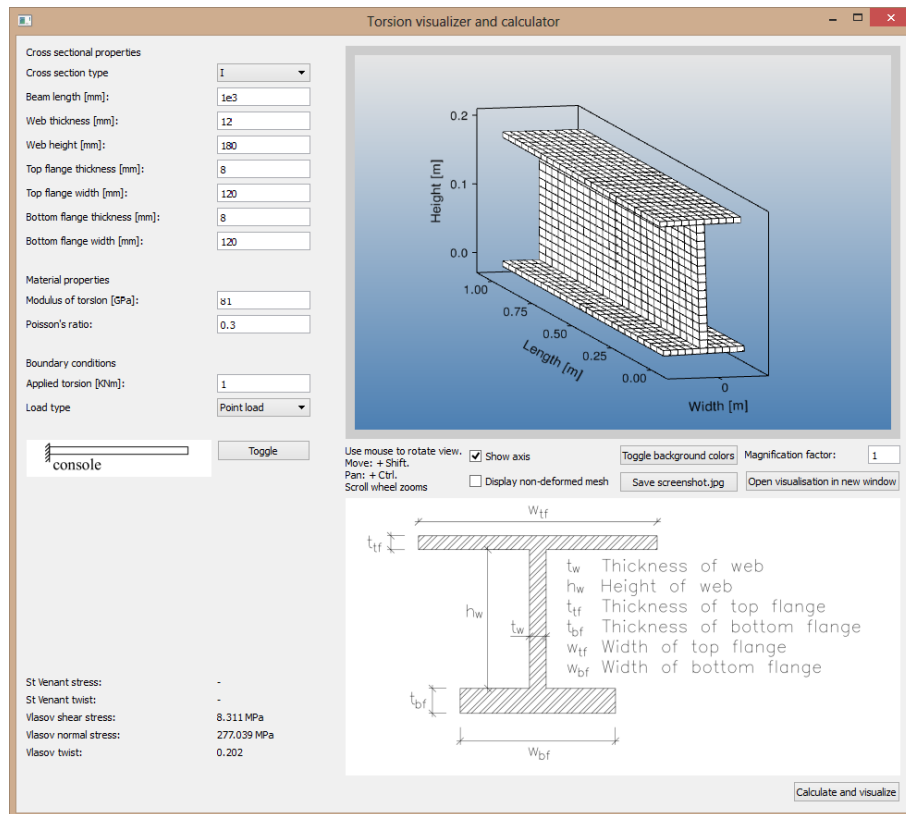 Torsion visualizer and calculator
Cross sectional properties
Cross section type I
Beam length [mm]: 1e3
Web thickness [mm]: 12
Web height [mm]: 180
Top flange thickness [mm]: 8
Top flange width [mm]: 120
Bottom flange thickness [mm]: 8
Bottom flange width [mm]: 120
Material properties
Modulus of torsion [GPa]: 81
Poisson's ratio: 0.3
Boundary conditions
Applied torsion [KNm]: 1
Load type Point load
console
Toggle
St Venant stress: -
St Venant twist: -
Vlasov shear stress: 8.311 MPa
Vlasov normal stress: 277.039 MPa
Vlasov twist: 0.202
0.2
0.1
0.0
Height [m]
1.00
0.75
0.50
0.25
0.00
Length [m]
0
Width [m]
Use mouse to rotate view.
Move: + Shift.
Pan: + Ctrl.
Scroll wheel zooms
Show axis
Display non-deformed mesh
Toggle background colors
Save screenshot.jpg
Magnification factor: 1
Open visualisation in new window
wtf
ttf
hw
tw
tbf
wbf
tw Thickness of web
hw Height of web
ttf Thickness of top flange
tbf Thickness of bottom flange
wtf Width of top flange
wbf Width of bottom flange
Calculate and visualize